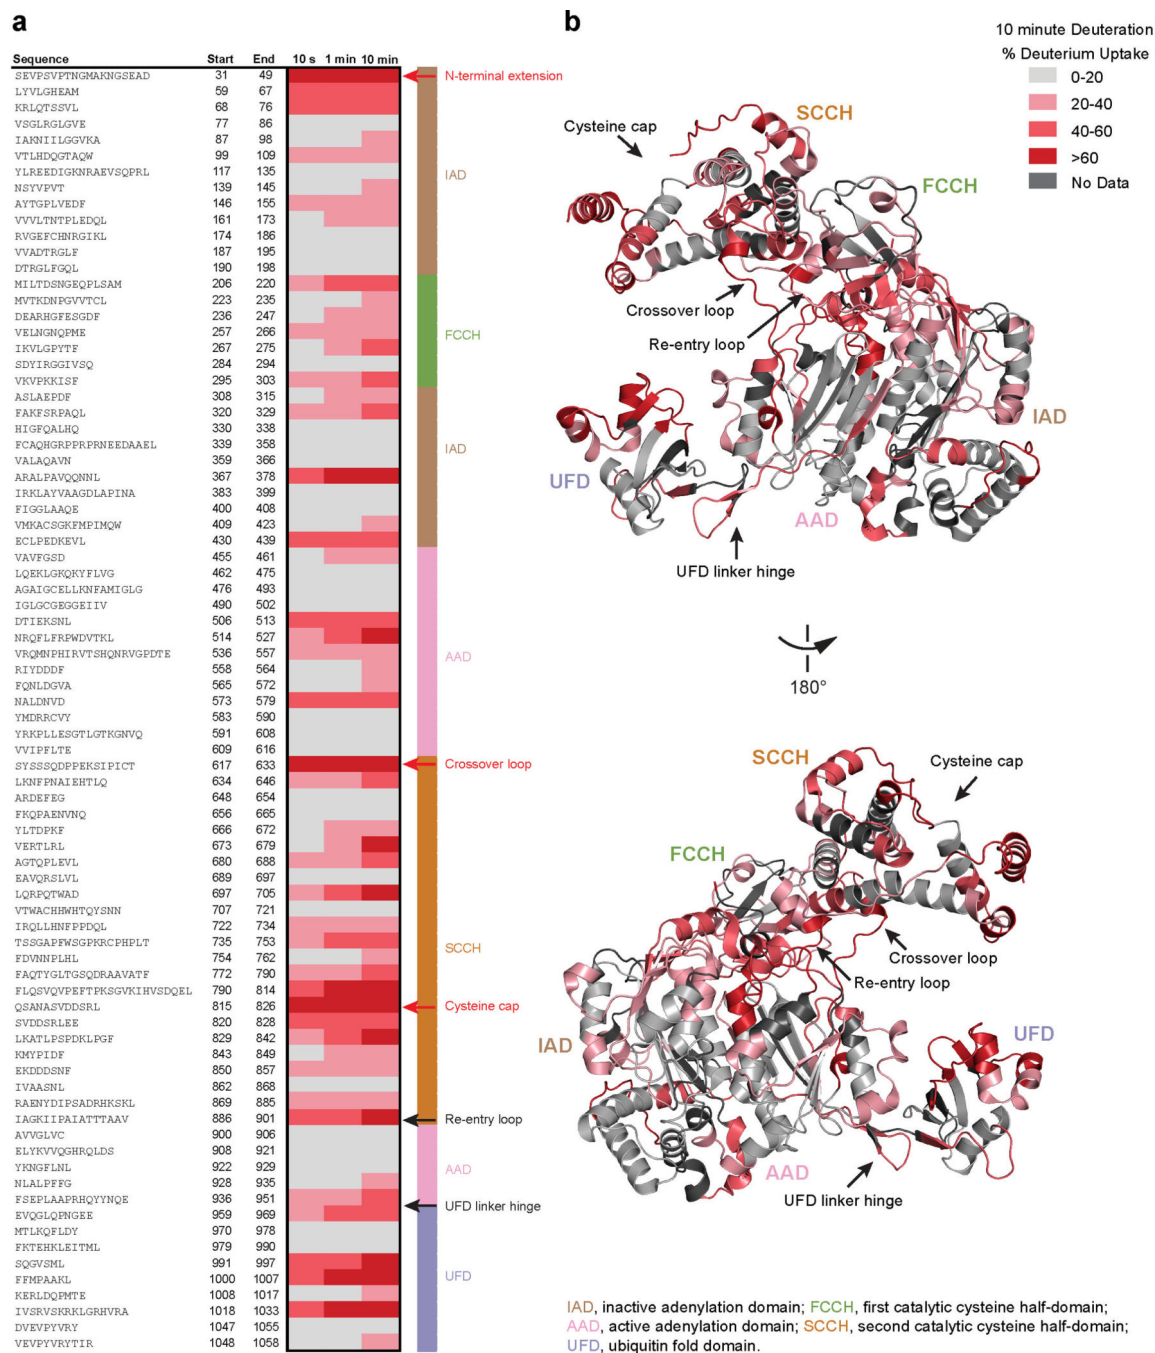 a
Sequence Start End 10 s 1 min 10 min
SEVPSVPTNGMAKNGSEAD 31 49
N-terminal extension
LYVLGHEAM 59 67
KRLQTSSVL 68 76
VSGLRGLGVE 77 86
IAKNIILGGVKA 87 98
VTLHDQGTAQW 99 109
YLREEDIGKNRAEVSQPRL 117 135
IAD
NSYVPVT 139 145
AYTGPLVEDF 146 155
VVVLTNTPLEDQL 161 173
RVGEFCHNRGIKL 174 186
VVADTRGLF 187 195
DTRGLFGQL 190 198
MILTDSNGEQPLSAM 206 220
MVTKDNPGVVTCL 223 235
DEARHGFESGDF 236 247
FCCH
VELNGNQPME 257 266
IKVLGPYTF 267 275
SDYIRGGIVSQ 284 294
VKVPKKISF 295 303
ASLAEPDF 308 315
FAKFSRPAQL 320 329
HIGFQALHQ 330 338
FCAQHGRPPRPRNEEDAAEL 339 358
IAD
VALAQAVN 359 366
ARALPAVQQNNL 367 378
IRKLAYVAAGDLAPINA 383 399
FIGGLAAQE 400 408
VMKACSGKFMPIMQW 409 423
ECLPEDKEVL 430 439
VAVFGSD 455 461
LQEKLGKQKYFLVG 462 475
AGAIGCELLKNFAMIGLG 476 493
IGLGCGEGGEIIV 490 502
DTIEKSNL 506 513
NRQFLFRPWDVTKL 514 527
VRQMNPHIRVTSHQNRVGPDTE 536 557
AAD
RIYDDDF 558 564
FQNLDGVA 565 572
NALDNVD 573 579
YMDRRCVY 583 590
YRKPLLESGTLGTKGNVQ 591 608
VVIPFLTE 609 616
SYSSSQDPPEKSIPICT 617 633
Crossover loop
LKNFPNAIEHTLQ 634 646
ARDEFEG 648 654
FKQPAENVNQ 656 665
YLTDPKF 666 672
VERTLRL 673 679
AGTQPLEVL 680 688
EAVQRSLVL 689 697
LQRPQTWAD 697 705
VTWACHHWHTQYSNN 707 721
IRQLLHNFPPDQL 722 734
TSSGAPFWSGPKRCPHPLT 735 753
SCCH
FDVNNPLHL 754 762
FAQTYGLTGSQDRAAVATF 772 790
FLQSVQVPEFTPKSGVKIHVSDQEL 790 814
QSANASVDDSRL 815 826
Cysteine cap
SVDDSRLEE 820 828
LKATLPSPDKLPGF 829 842
KMYPIDF 843 849
EKDDDSNF 850 857
IVAASNL 862 868
RAENYDIPSADRHKSKL 869 885
IAGKIIPAIATTTAAV 886 901
Re-entry loop
AVVGLVC 900 906
ELYKVVQGHRQLDS 908 921
YKNGFLNL 922 929
AAD
NLALPFFG 928 935
FSEPLAAPRHQYYNQE 936 951
UFD linker hinge
EVQGLQPNGEE 959 969
MTLKQFLDY 970 978
FKTEHKLEITML 979 990
SQGVSML 991 997
UFD
FFMPAAKL 1000 1007
KERLDQPMTE 1008 1017
IVSRVSKRKLGRHVRA 1018 1033
DVEVPYVRY 1047 1055
VEVPYVRYTIR 1048 1058
b
10 minute Deuteration
% Deuterium Uptake
0-20
20-40
40-60
>60
No Data
SCCH
Cysteine cap
FCCH
Crossover loop
Re-entry loop
IAD
UFD
AAD
UFD linker hinge
180°
SCCH
Cysteine cap
FCCH
Crossover loop
Re-entry loop
IAD
UFD
AAD
UFD linker hinge
IAD, inactive adenylation domain; FCCH, first catalytic cysteine half-domain;
AAD, active adenylation domain; SCCH, second catalytic cysteine half-domain;
UFD, ubiquitin fold domain.